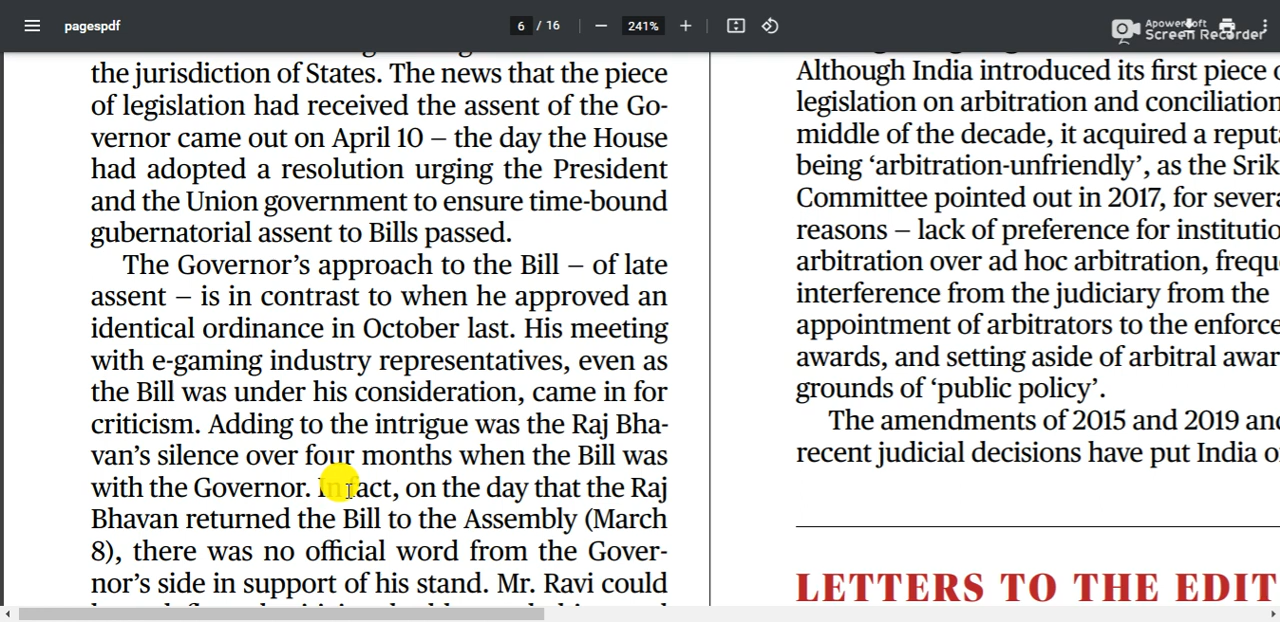 pagespdf
6 / 16
241%
Apowersoft
Screen Recorder
the jurisdiction of States. The news that the piece
of legislation had received the assent of the Go-
vernor came out on April 10 – the day the House
had adopted a resolution urging the President
and the Union government to ensure time-bound
gubernatorial assent to Bills passed.
The Governor’s approach to the Bill – of late
assent – is in contrast to when he approved an
identical ordinance in October last. His meeting
with e-gaming industry representatives, even as
the Bill was under his consideration, came in for
criticism. Adding to the intrigue was the Raj Bha-
van’s silence over four months when the Bill was
with the Governor. In fact, on the day that the Raj
Bhavan returned the Bill to the Assembly (March
8), there was no official word from the Gover-
nor’s side in support of his stand. Mr. Ravi could
Although India introduced its first piece
legislation on arbitration and conciliation
middle of the decade, it acquired a
being ‘arbitration-unfriendly’, as the
Committee pointed out in 2017, for
reasons – lack of preference for
arbitration over ad hoc arbitration,
interference from the judiciary from the
appointment of arbitrators to the
awards, and setting aside of arbitral
grounds of ‘public policy’.
The amendments of 2015 and 2019
recent judicial decisions have put India
LETTERS TO THE EDIT